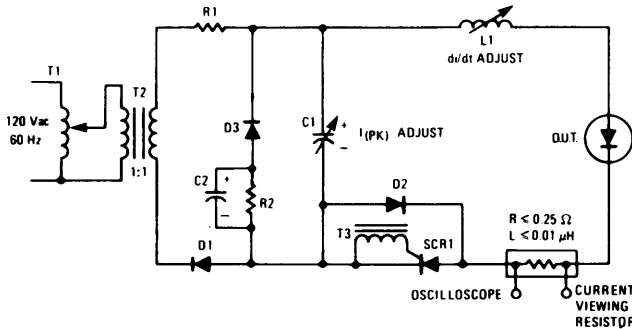 R1
L1
di/dt ADJUST
T1
T2
120 Vac
60 Hz
1:1
D3
C1
+
−
I(PK) ADJUST
D.U.T.
C2
+
−
R2
D2
T3
SCR1
R ≤ 0.25 Ω
L < 0.01 μH
D1
OSCILLOSCOPE
CURRENT
VIEWING
RESISTOR